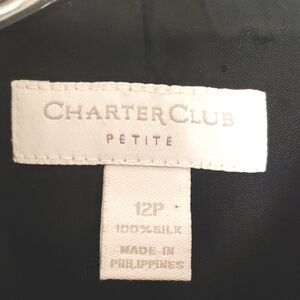 CHARTER CLUB
PETITE
12P
100% SILK
MADE IN
PHILIPPINES